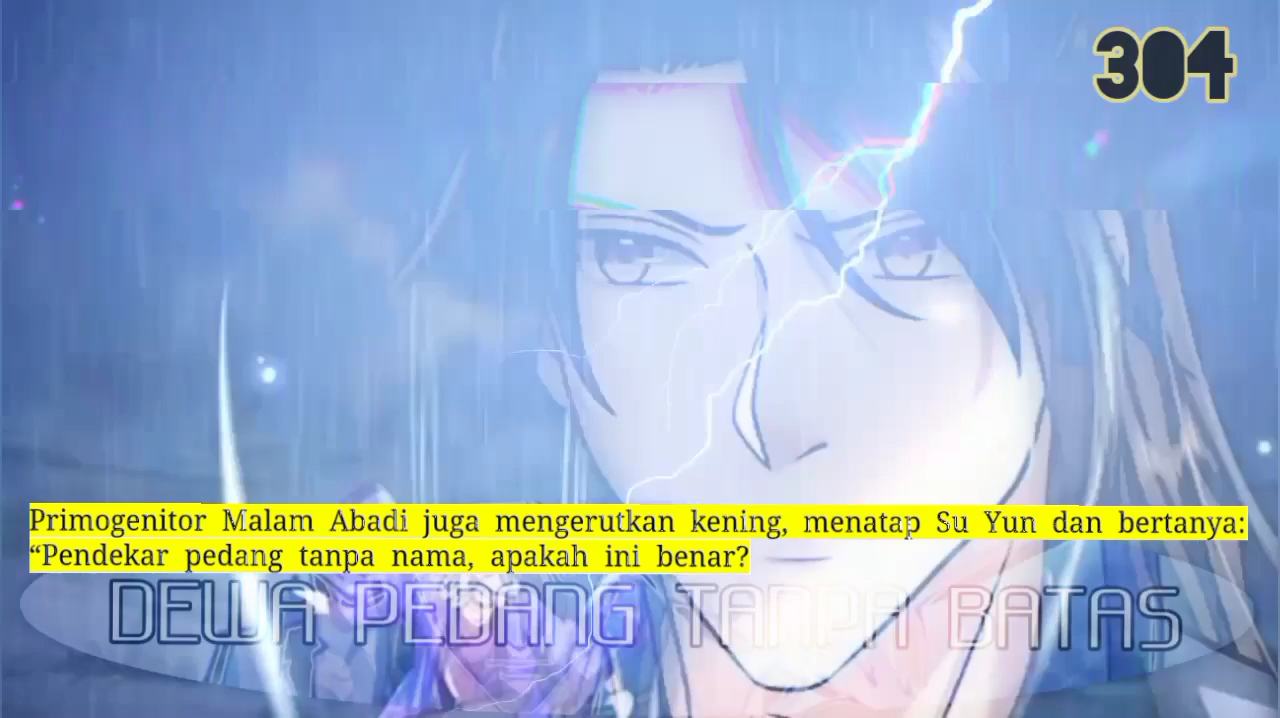 304
Primogenitor Malam Abadi juga mengerutkan kening, menatap Su Yun dan bertanya:
“Pendekar pedang tanpa nama, apakah ini benar?
DEWA PEDANG TANPA BATAS